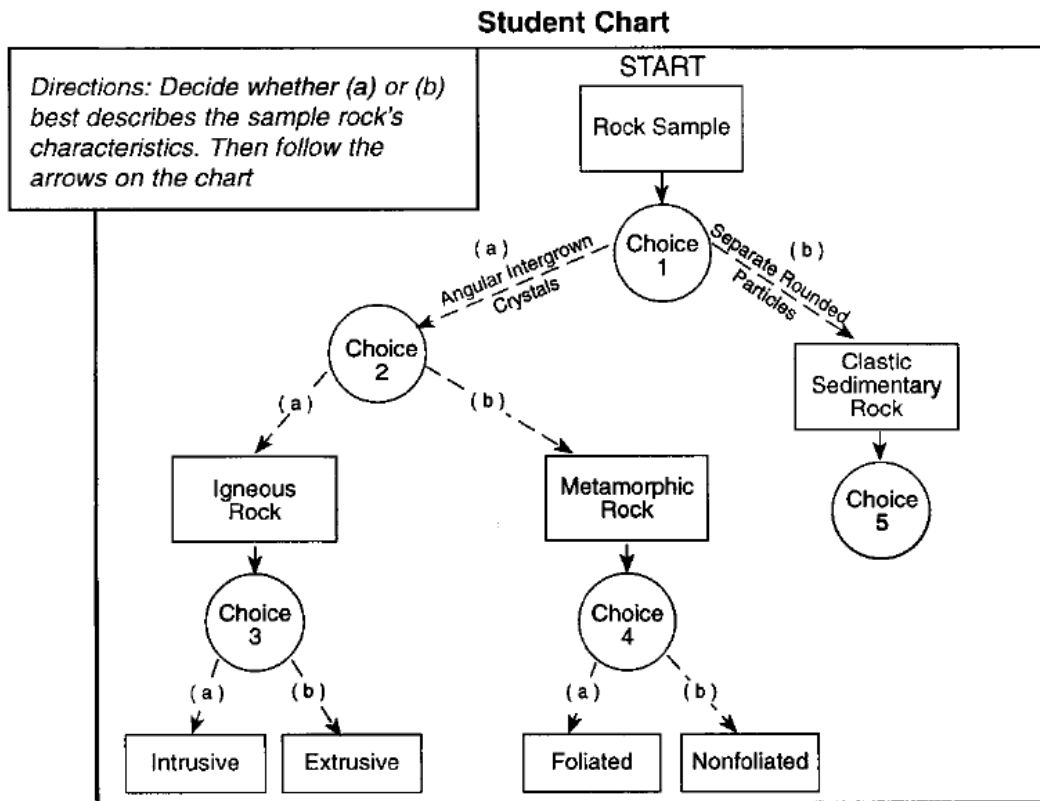 Student Chart
Directions: Decide whether (a) or (b)
best describes the sample rock's
characteristics. Then follow the
arrows on the chart
START
Rock Sample
Choice
1
(a)
Angular Intergrown
Crystals
(b)
Separate Rounded
Particles
Choice
2
Clastic
Sedimentary
Rock
(a)
(b)
Igneous
Rock
Metamorphic
Rock
Choice
5
Choice
3
Choice
4
(a)
(b)
(a)
(b)
Intrusive
Extrusive
Foliated
Nonfoliated